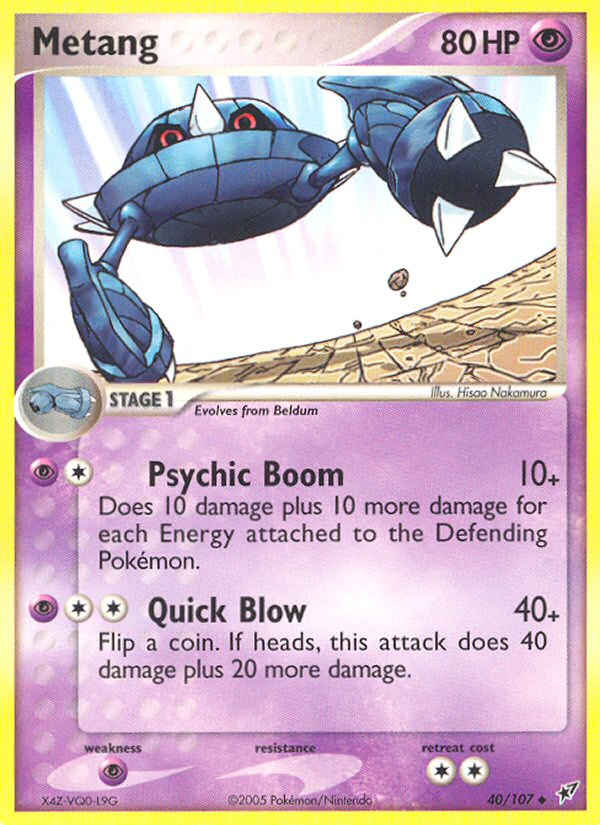 Metang
80 HP
Illus. Hisao Nakamura
STAGE 1
Evolves from Beldum
Psychic Boom 10+
Does 10 damage plus 10 more damage for
each Energy attached to the Defending
Pokémon.
Quick Blow 40+
Flip a coin. If heads, this attack does 40
damage plus 20 more damage.
weakness resistance retreat cost
X4Z-VQ0-L9G ©2005 Pokémon/Nintendo 40/107